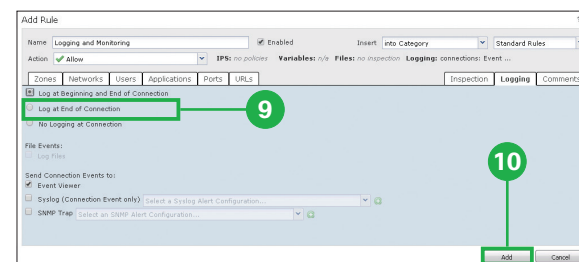 Add Rule
Name Logging and Monitoring Enabled Insert into Category Standard Rules
Action Allow IPS: no policies Variables: n/a Files: no inspection Logging: connections: Event ...
Zones Networks Users Applications Ports URLs Inspection Logging Comments
Log at Beginning and End of Connection
Log at End of Connection
9
No Logging at Connection
File Events:
Log Files
10
Send Connection Events to:
Event Viewer
Syslog (Connection Event only) Select a Syslog Alert Configuration...
SNMP Trap Select an SNMP Alert Configuration...
Add Cancel